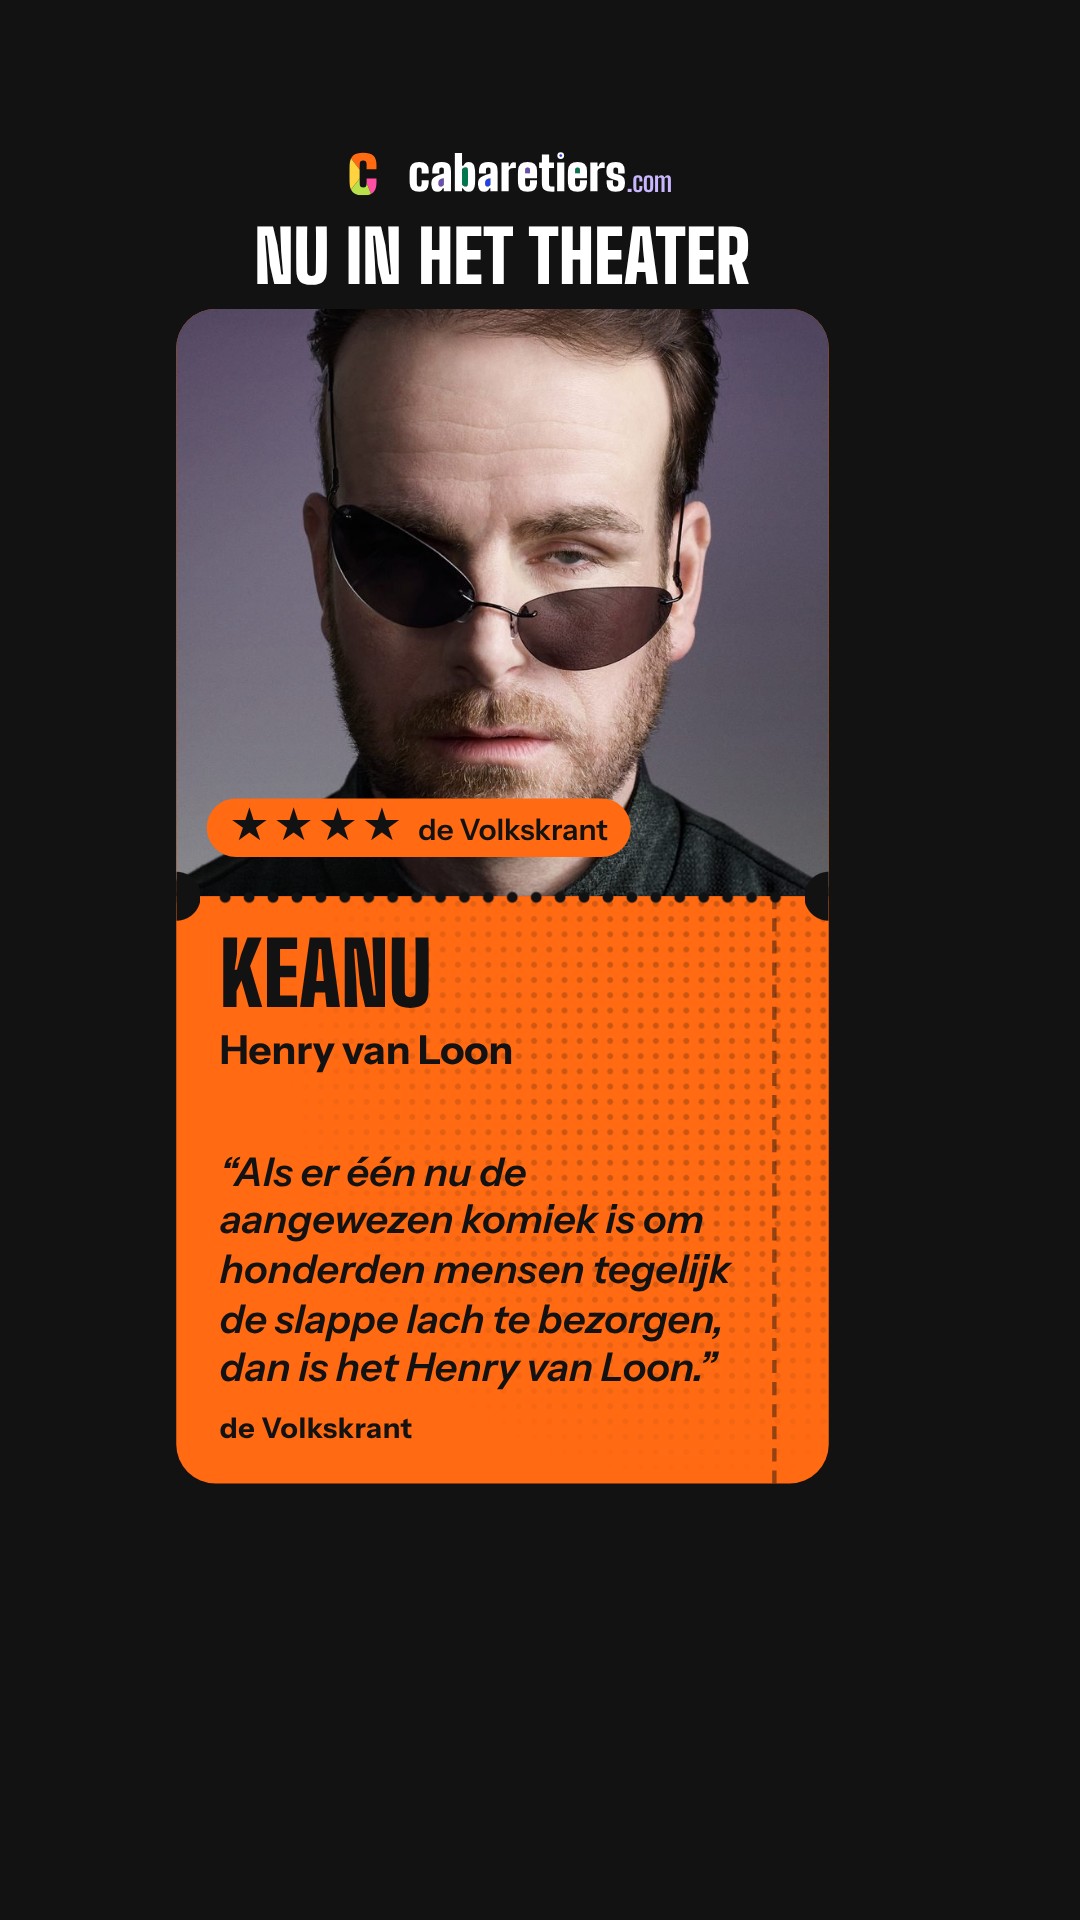 C cabaretiers.com
NU IN HET THEATER
★★★★ de Volkskrant
KEANU
Henry van Loon
“Als er één nu de
aangewezen komiek is om
honderden mensen tegelijk
de slappe lach te bezorgen,
dan is het Henry van Loon.”
de Volkskrant